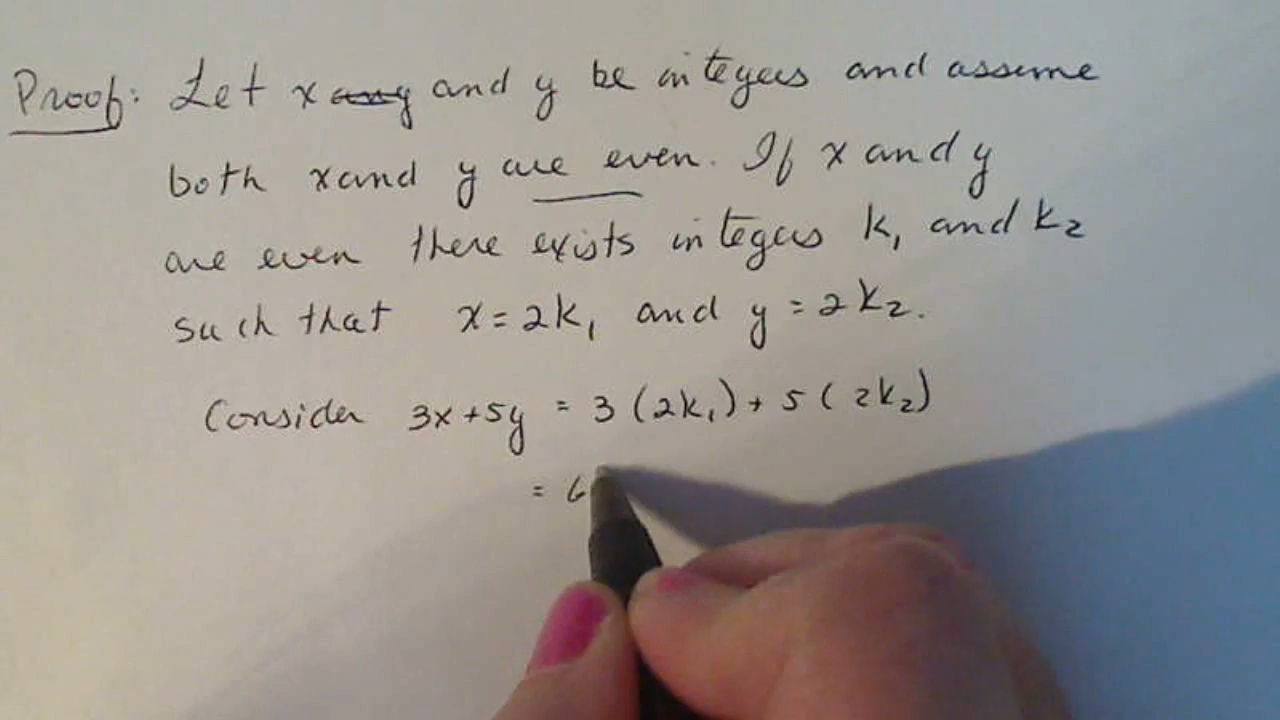 Proof: Let x and y be integers and assume
both x and y are even. If x and y
are even there exists integers k₁ and k₂
such that x = 2k₁ and y = 2k₂.
Consider 3x + 5y = 3 (2k₁) + 5 (2k₂)
= 6